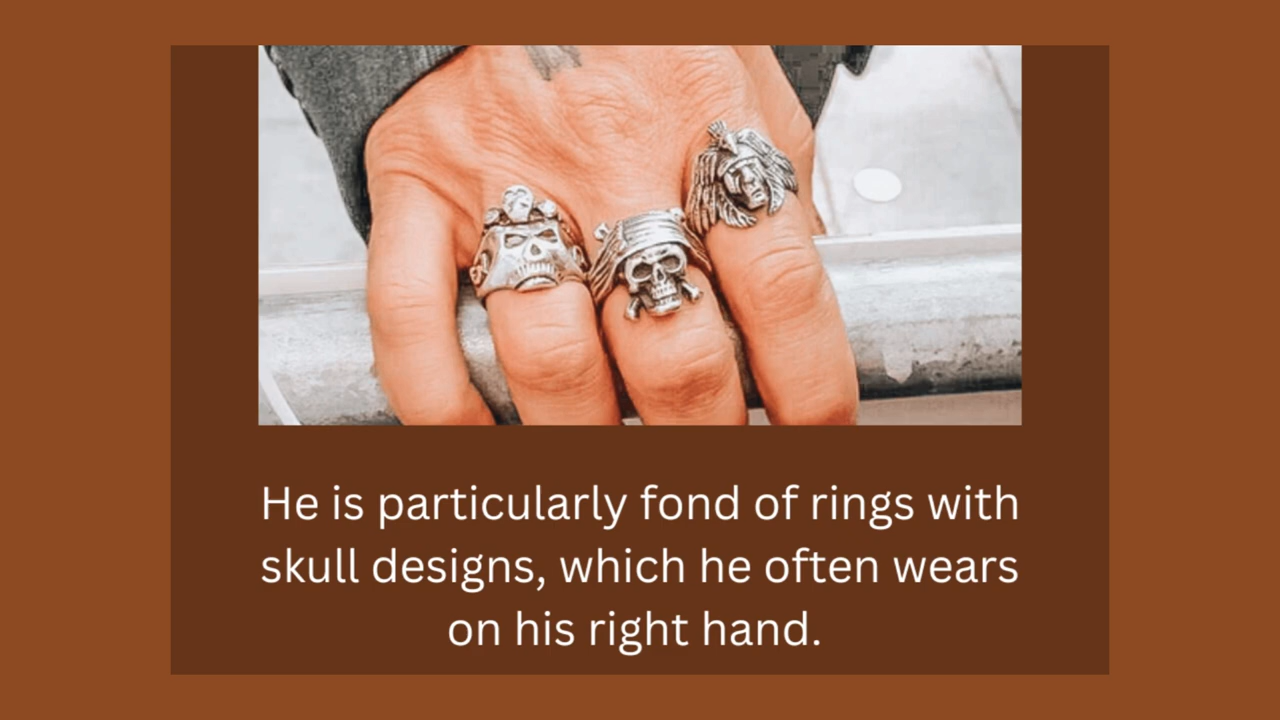 He is particularly fond of rings with
skull designs, which he often wears
on his right hand.